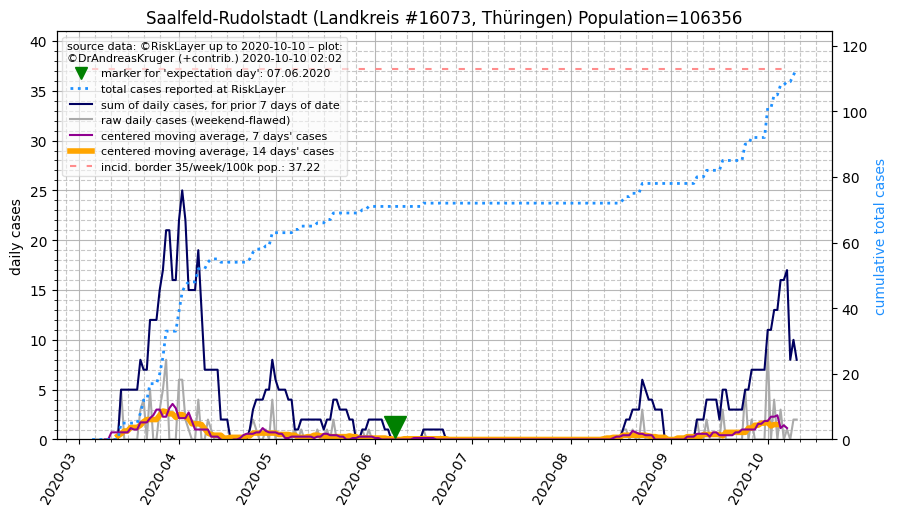 Saalfeld-Rudolstadt (Landkreis #16073, Thüringen) Population=106356
source data: ©RiskLayer up to 2020-10-10 – plot:
©DrAndreasKruger (+contrib.) 2020-10-10 02:02
marker for 'expectation day': 07.06.2020
total cases reported at RiskLayer
sum of daily cases, for prior 7 days of date
raw daily cases (weekend-flawed)
centered moving average, 7 days' cases
centered moving average, 14 days' cases
incid. border 35/week/100k pop.: 37.22
daily cases
40
35
30
25
20
15
10
5
0
cumulative total cases
120
100
80
60
40
20
0
2020-03
2020-04
2020-05
2020-06
2020-07
2020-08
2020-09
2020-10